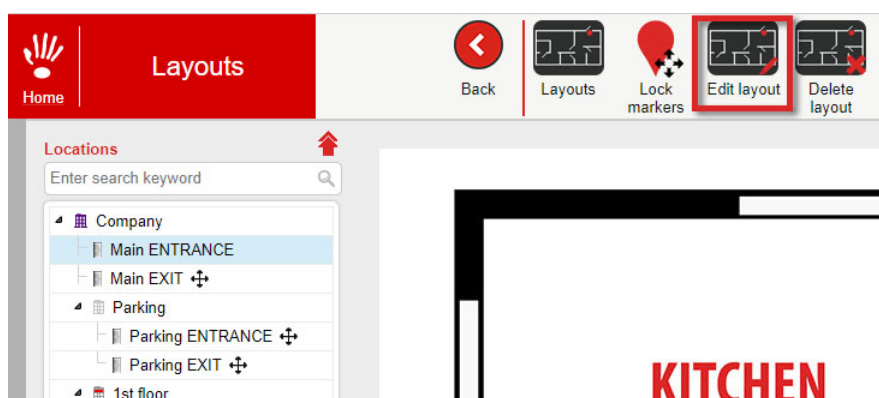 Layouts
Home
Back
Layouts
Lock
markers
Edit layout
Delete
layout
Locations
Enter search keyword
Company
Main ENTRANCE
Main EXIT
Parking
Parking ENTRANCE
Parking EXIT
1st floor
KITCHEN